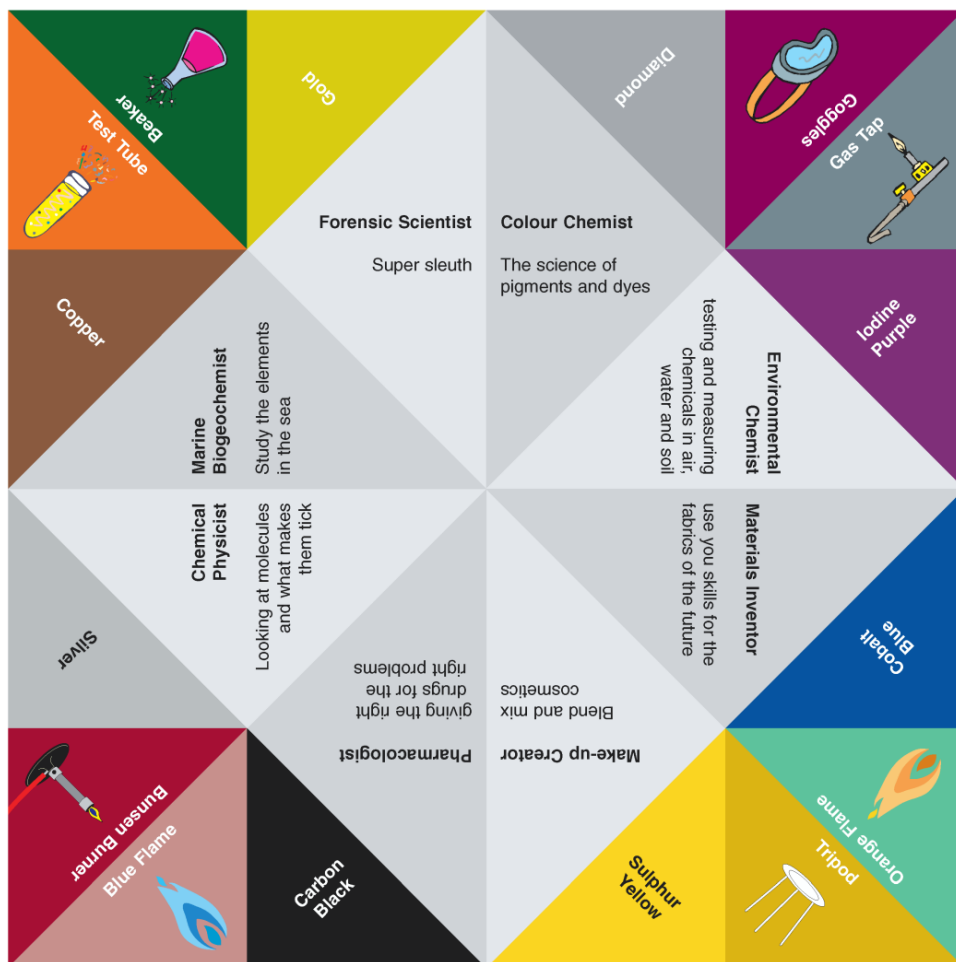 Beaker
Test Tube
Gold
Diamond
Goggles
Gas Tap
Copper
Forensic Scientist
Super sleuth
Colour Chemist
The science of
pigments and dyes
Iodine
Purple
Marine
Biogeochemist
Study the elements
in the sea
Environmental
Chemist
testing and measuring
chemicals in air,
water and soil
Chemical
Physicist
Looking at molecules
and what makes
them tick
Materials Inventor
use you skills for the
fabrics of the future
Silver
Cobalt
Blue
Pharmacologist
giving the right
drugs for the
right problems
Make-up Creator
Blend and mix
cosmetics
Bunsen Burner
Blue Flame
Carbon
Black
Sulphur
Yellow
Tripod
Orange Flame